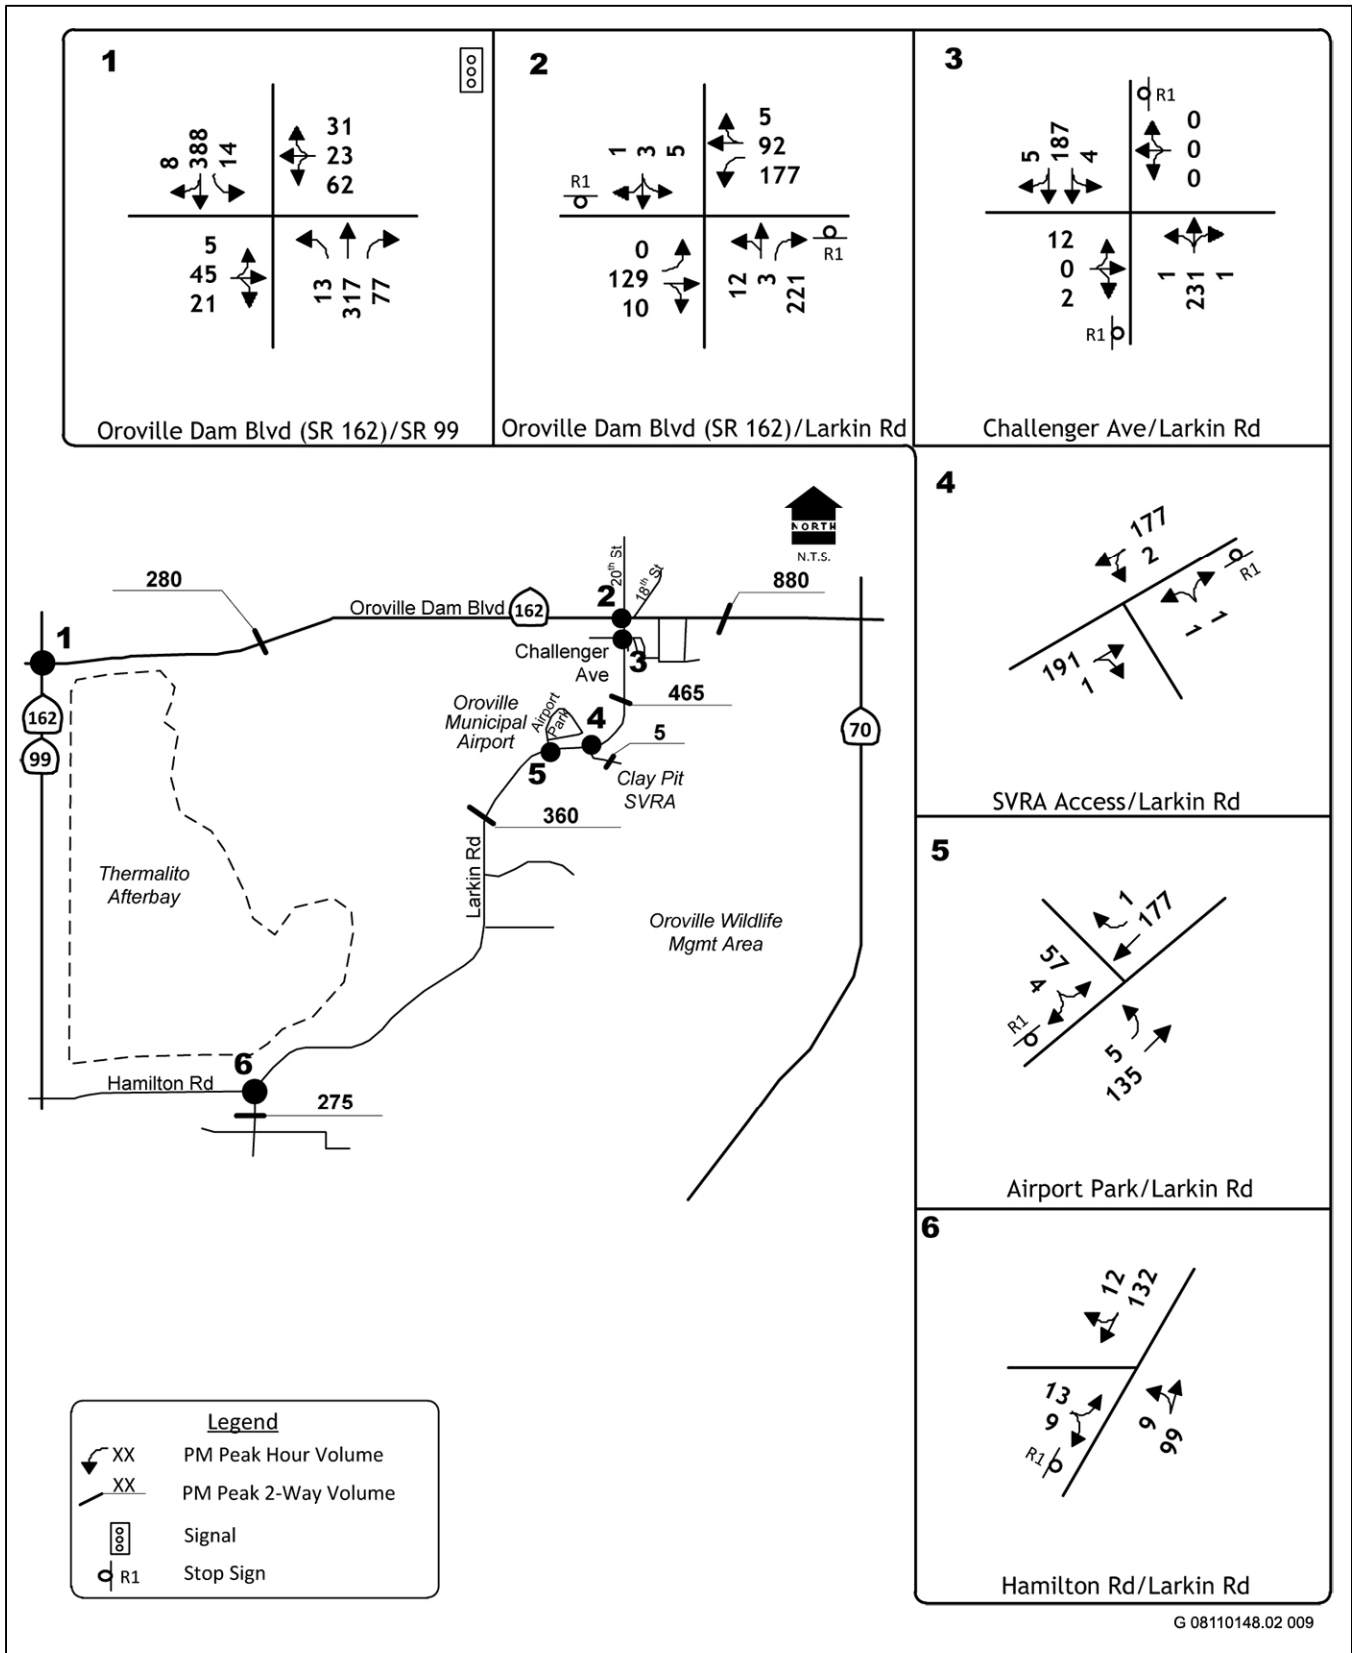 1
8
388
14
31
23
62
5
45
21
13
317
77
Oroville Dam Blvd (SR 162)/SR 99
2
R1
1
3
5
5
92
177
0
129
10
12
3
221
R1
Oroville Dam Blvd (SR 162)/Larkin Rd
3
R1
5
187
4
0
0
0
12
0
2
1
231
1
R1
Challenger Ave/Larkin Rd
4
177
2
R1
191
1
1
1
SVRA Access/Larkin Rd
5
1
177
57
4
R1
5
135
Airport Park/Larkin Rd
6
12
132
13
9
R1
9
99
Hamilton Rd/Larkin Rd
NORTH
N.T.S.
280
Oroville Dam Blvd
162
2
20th St
18th St
880
1
Challenger
Ave
3
465
162
99
Oroville
Municipal
Airport
Airport
Park
4
5
5
Clay Pit
SVRA
70
360
Larkin Rd
Thermalito
Afterbay
Oroville Wildlife
Mgmt Area
6
Hamilton Rd
275
Legend
XX PM Peak Hour Volume
XX PM Peak 2-Way Volume
Signal
R1 Stop Sign
G 08110148.02 009